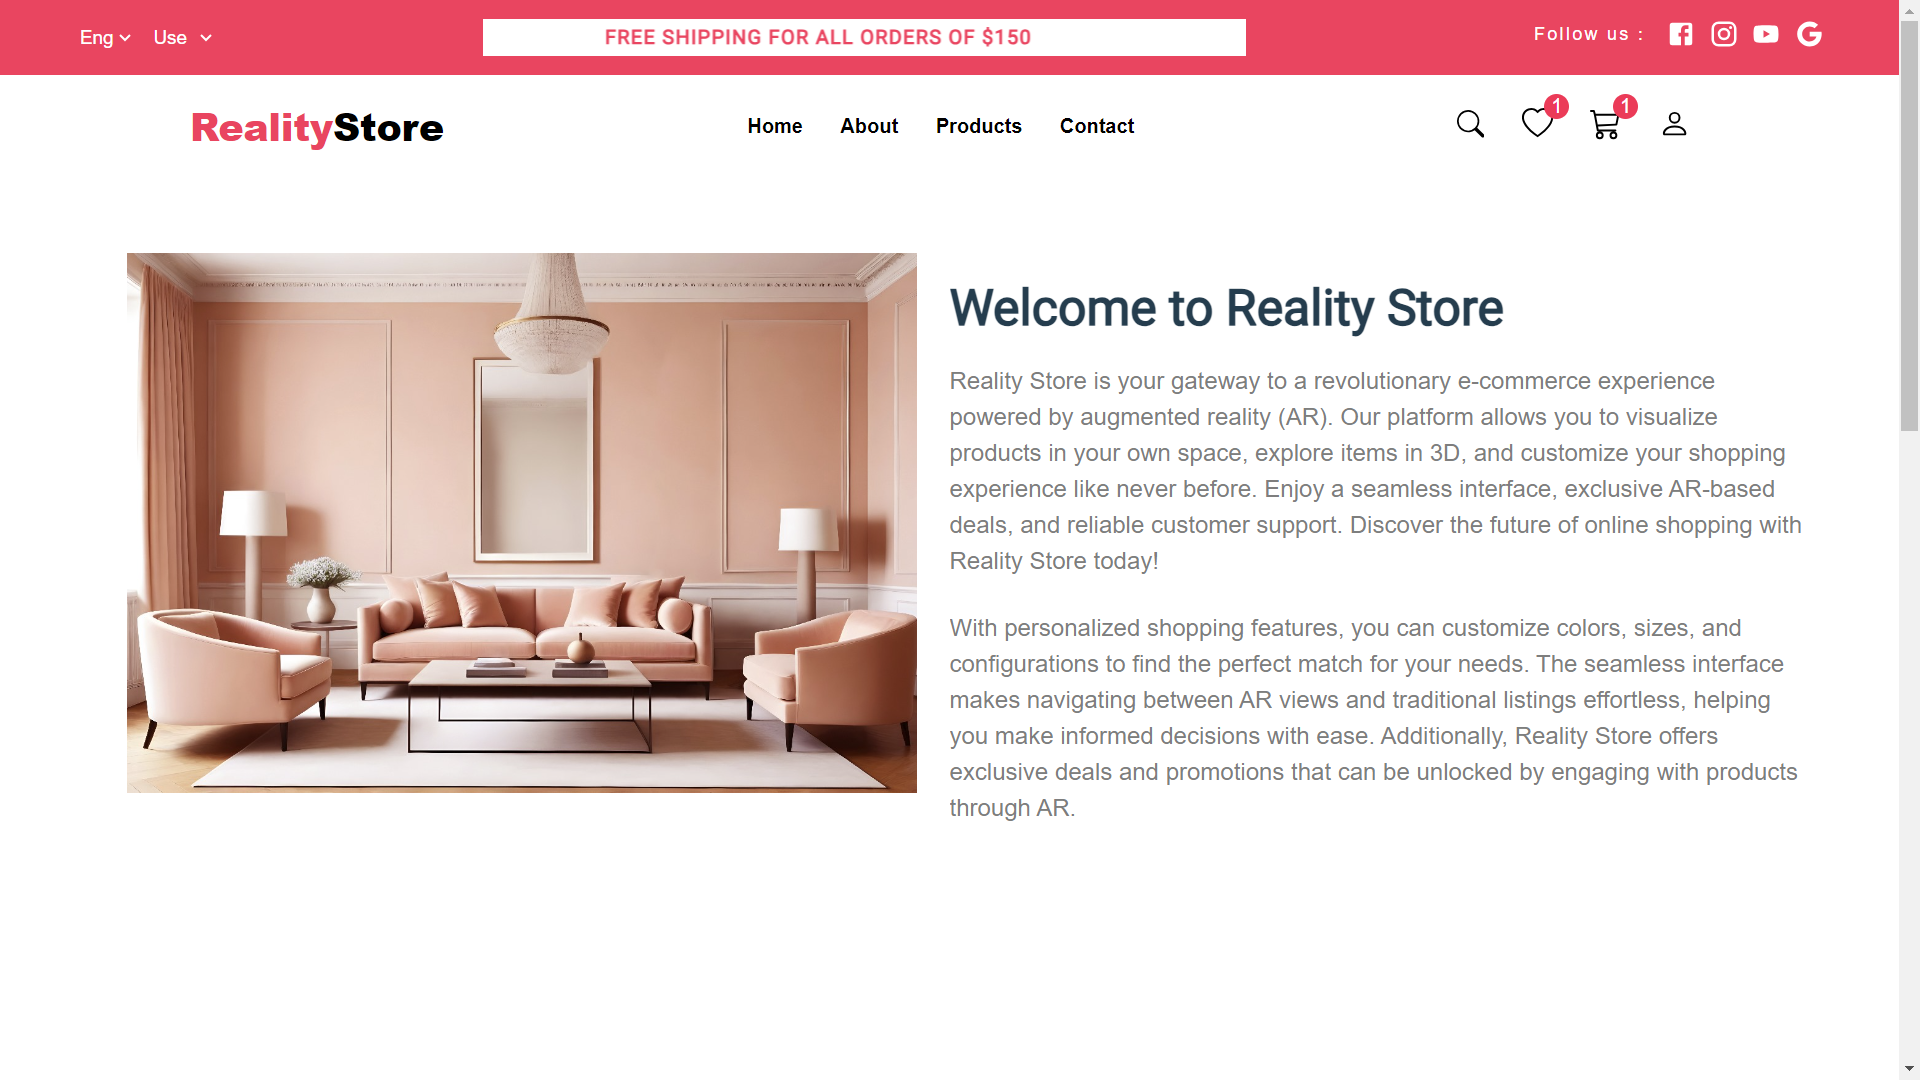 Eng Use
FREE SHIPPING FOR ALL ORDERS OF $150
Follow us :
RealityStore
Home About Products Contact
1 1
Welcome to Reality Store
Reality Store is your gateway to a revolutionary e-commerce experience
powered by augmented reality (AR). Our platform allows you to visualize
products in your own space, explore items in 3D, and customize your shopping
experience like never before. Enjoy a seamless interface, exclusive AR-based
deals, and reliable customer support. Discover the future of online shopping with
Reality Store today!
With personalized shopping features, you can customize colors, sizes, and
configurations to find the perfect match for your needs. The seamless interface
makes navigating between AR views and traditional listings effortless, helping
you make informed decisions with ease. Additionally, Reality Store offers
exclusive deals and promotions that can be unlocked by engaging with products
through AR.